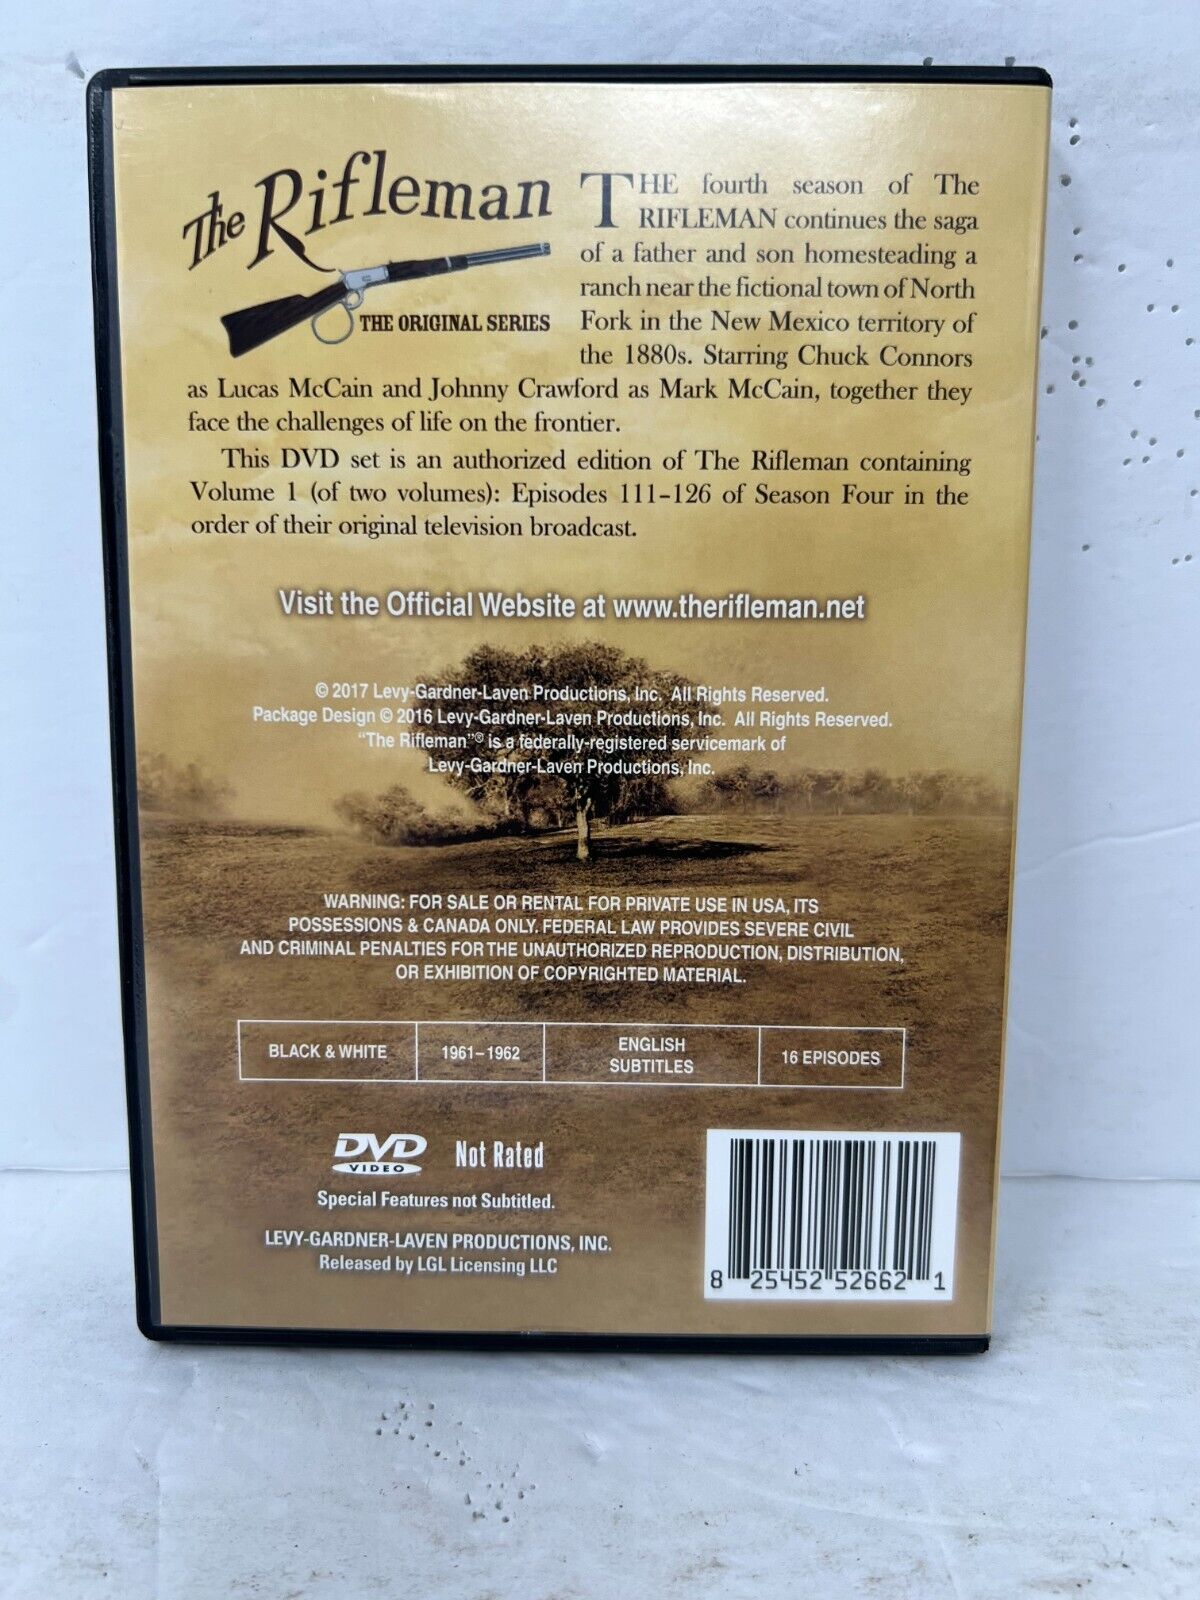 The Rifleman
THE ORIGINAL SERIES
THE fourth season of The
RIFLEMAN continues the saga
of a father and son homesteading a
ranch near the fictional town of North
Fork in the New Mexico territory of
the 1880s. Starring Chuck Connors
as Lucas McCain and Johnny Crawford as Mark McCain, together they
face the challenges of life on the frontier.
This DVD set is an authorized edition of The Rifleman containing
Volume 1 (of two volumes): Episodes 111–126 of Season Four in the
order of their original television broadcast.
Visit the Official Website at www.therifleman.net
© 2017 Levy-Gardner-Laven Productions, Inc. All Rights Reserved.
Package Design © 2016 Levy-Gardner-Laven Productions, Inc. All Rights Reserved.
“The Rifleman”® is a federally-registered servicemark of
Levy-Gardner-Laven Productions, Inc.
WARNING: FOR SALE OR RENTAL FOR PRIVATE USE IN USA, ITS
POSSESSIONS & CANADA ONLY. FEDERAL LAW PROVIDES SEVERE CIVIL
AND CRIMINAL PENALTIES FOR THE UNAUTHORIZED REPRODUCTION, DISTRIBUTION,
OR EXHIBITION OF COPYRIGHTED MATERIAL.
BLACK & WHITE
1961–1962
ENGLISH
SUBTITLES
16 EPISODES
DVD
VIDEO
Not Rated
Special Features not Subtitled.
LEVY-GARDNER-LAVEN PRODUCTIONS, INC.
Released by LGL Licensing LLC
8 25452 52662 1